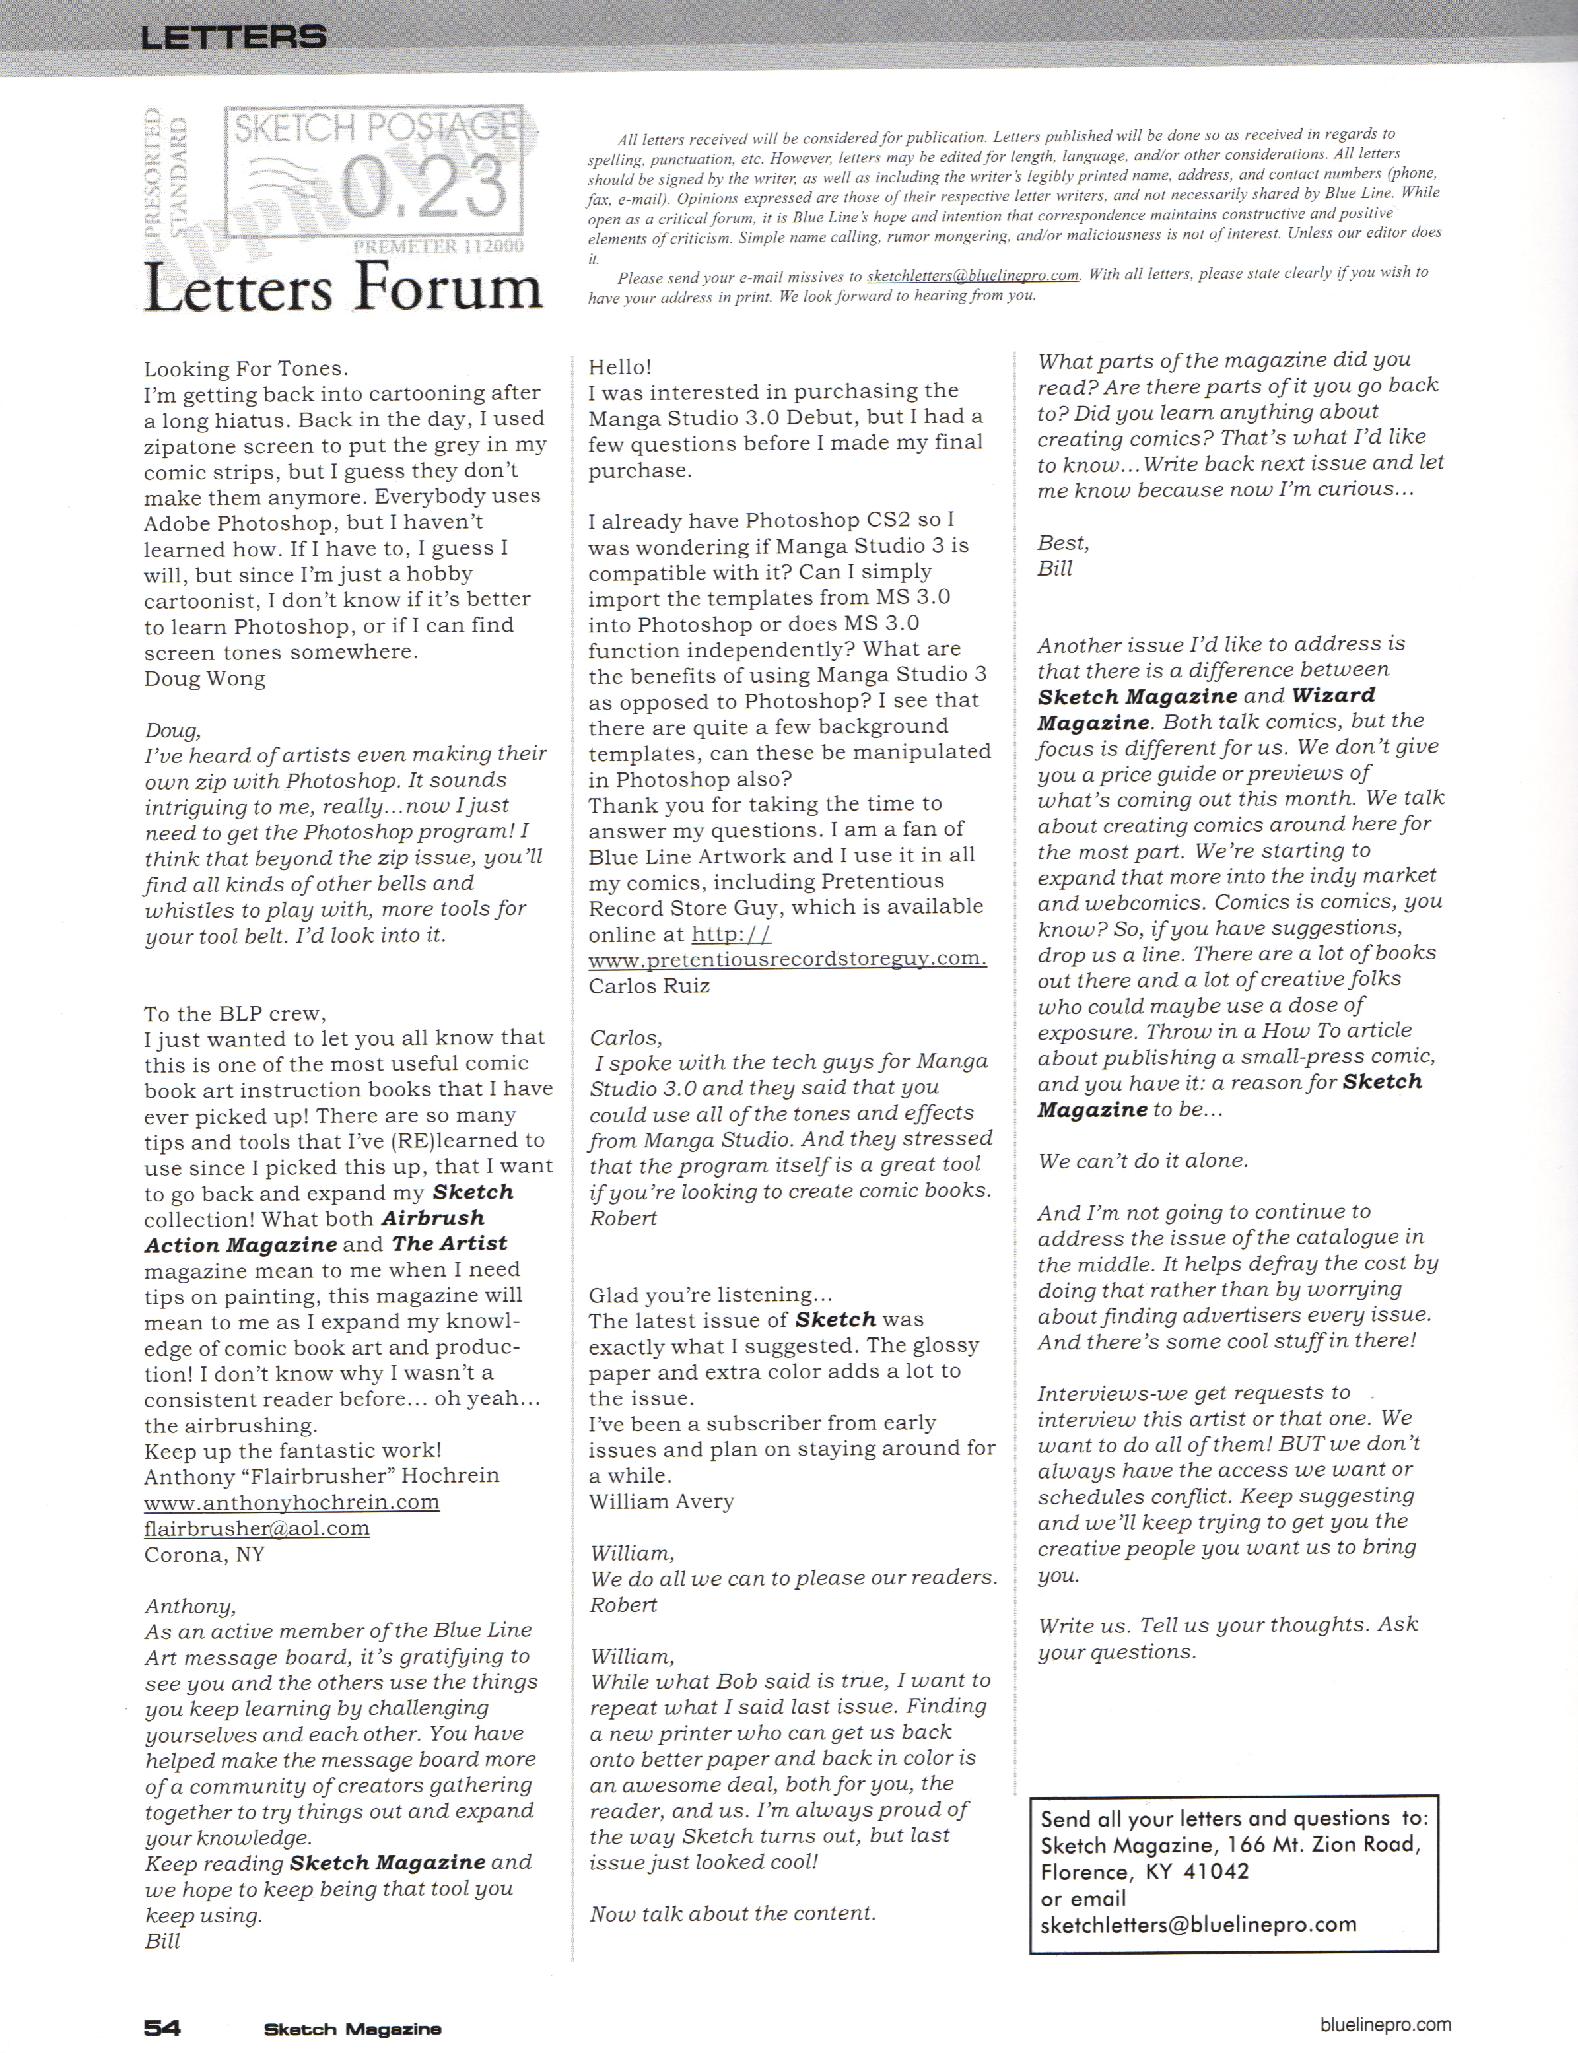 LETTERS
PRESORTED
STANDARD
SKETCH POSTAGE
0.23
PREMETER 112000
Letters Forum
All letters received will be considered for publication. Letters published will be done so as received in regards to
spelling, punctuation, etc. However, letters may be edited for length, language, and/or other considerations. All letters
should be signed by the writer, as well as including the writer's legibly printed name, address, and contact numbers (phone,
fax, e-mail). Opinions expressed are those of their respective letter writers, and not necessarily shared by Blue Line. While
open as a critical forum, it is Blue Line's hope and intention that correspondence maintains constructive and positive
elements of criticism. Simple name calling, rumor mongering, and/or maliciousness is not of interest. Unless our editor does
it.
Please send your e-mail missives to sketchletters@bluelinepro.com. With all letters, please state clearly if you wish to
have your address in print. We look forward to hearing from you.
Looking For Tones.
I'm getting back into cartooning after
a long hiatus. Back in the day, I used
zipatone screen to put the grey in my
comic strips, but I guess they don't
make them anymore. Everybody uses
Adobe Photoshop, but I haven't
learned how. If I have to, I guess I
will, but since I'm just a hobby
cartoonist, I don't know if it's better
to learn Photoshop, or if I can find
screen tones somewhere.
Doug Wong
Doug,
I've heard of artists even making their
own zip with Photoshop. It sounds
intriguing to me, really...now I just
need to get the Photoshop program! I
think that beyond the zip issue, you'll
find all kinds of other bells and
whistles to play with, more tools for
your tool belt. I'd look into it.
To the BLP crew,
I just wanted to let you all know that
this is one of the most useful comic
book art instruction books that I have
ever picked up! There are so many
tips and tools that I've (RE)learned to
use since I picked this up, that I want
to go back and expand my Sketch
collection! What both Airbrush
Action Magazine and The Artist
magazine mean to me when I need
tips on painting, this magazine will
mean to me as I expand my knowl-
edge of comic book art and produc-
tion! I don't know why I wasn't a
consistent reader before... oh yeah...
the airbrushing.
Keep up the fantastic work!
Anthony “Flairbrusher” Hochrein
www.anthonyhochrein.com
flairbrusher@aol.com
Corona, NY
Anthony,
As an active member of the Blue Line
Art message board, it's gratifying to
see you and the others use the things
you keep learning by challenging
yourselves and each other. You have
helped make the message board more
of a community of creators gathering
together to try things out and expand
your knowledge.
Keep reading Sketch Magazine and
we hope to keep being that tool you
keep using.
Bill
Hello!
I was interested in purchasing the
Manga Studio 3.0 Debut, but I had a
few questions before I made my final
purchase.
I already have Photoshop CS2 so I
was wondering if Manga Studio 3 is
compatible with it? Can I simply
import the templates from MS 3.0
into Photoshop or does MS 3.0
function independently? What are
the benefits of using Manga Studio 3
as opposed to Photoshop? I see that
there are quite a few background
templates, can these be manipulated
in Photoshop also?
Thank you for taking the time to
answer my questions. I am a fan of
Blue Line Artwork and I use it in all
my comics, including Pretentious
Record Store Guy, which is available
online at http://
www.pretentiousrecordstoreguy.com.
Carlos Ruiz
Carlos,
I spoke with the tech guys for Manga
Studio 3.0 and they said that you
could use all of the tones and effects
from Manga Studio. And they stressed
that the program itself is a great tool
if you're looking to create comic books.
Robert
Glad you're listening...
The latest issue of Sketch was
exactly what I suggested. The glossy
paper and extra color adds a lot to
the issue.
I've been a subscriber from early
issues and plan on staying around for
a while.
William Avery
William,
We do all we can to please our readers.
Robert
William,
While what Bob said is true, I want to
repeat what I said last issue. Finding
a new printer who can get us back
onto better paper and back in color is
an awesome deal, both for you, the
reader, and us. I'm always proud of
the way Sketch turns out, but last
issue just looked cool!
Now talk about the content.
What parts of the magazine did you
read? Are there parts of it you go back
to? Did you learn anything about
creating comics? That's what I'd like
to know...Write back next issue and let
me know because now I'm curious...
Best,
Bill
Another issue I'd like to address is
that there is a difference between
Sketch Magazine and Wizard
Magazine. Both talk comics, but the
focus is different for us. We don't give
you a price guide or previews of
what's coming out this month. We talk
about creating comics around here for
the most part. We're starting to
expand that more into the indy market
and webcomics. Comics is comics, you
know? So, if you have suggestions,
drop us a line. There are a lot of books
out there and a lot of creative folks
who could maybe use a dose of
exposure. Throw in a How To article
about publishing a small-press comic,
and you have it: a reason for Sketch
Magazine to be...
We can't do it alone.
And I'm not going to continue to
address the issue of the catalogue in
the middle. It helps defray the cost by
doing that rather than by worrying
about finding advertisers every issue.
And there's some cool stuff in there!
Interviews-we get requests to
interview this artist or that one. We
want to do all of them! BUT we don't
always have the access we want or
schedules conflict. Keep suggesting
and we'll keep trying to get you the
creative people you want us to bring
you.
Write us. Tell us your thoughts. Ask
your questions.
Send all your letters and questions to:
Sketch Magazine, 166 Mt. Zion Road,
Florence, KY 41042
or email
sketchletters@bluelinepro.com
54
Sketch Magazine
bluelinepro.com